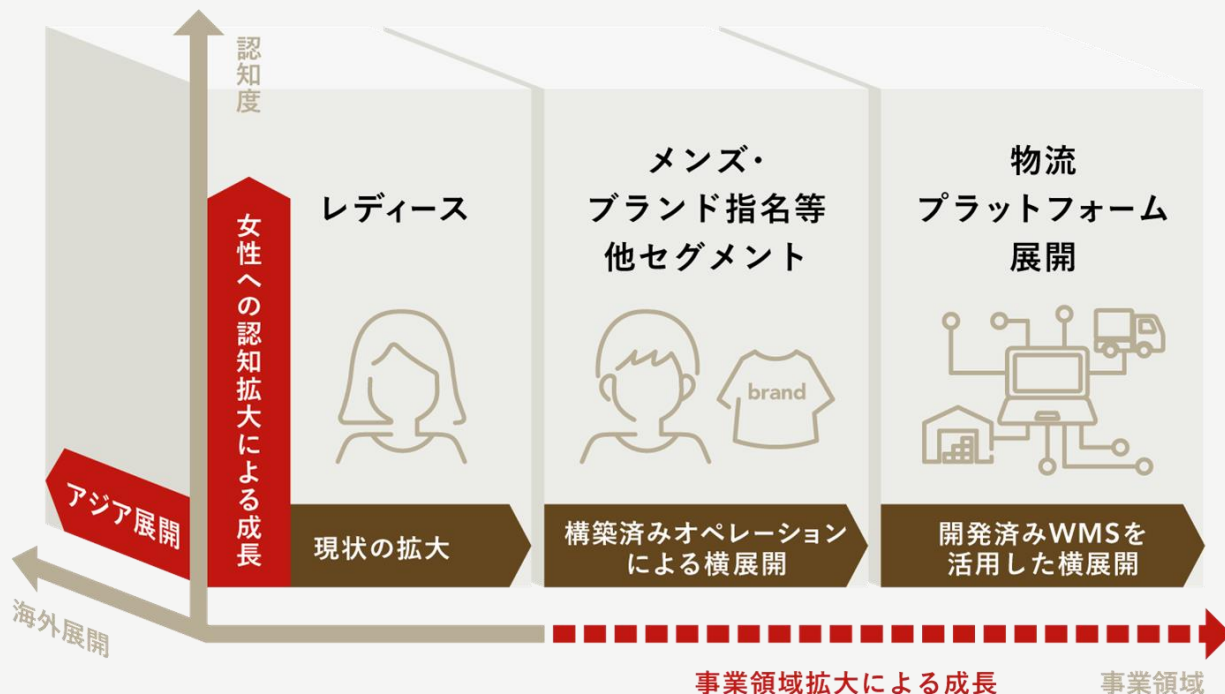 認知度
女性への認知拡大による成長
レディース
現状の拡大
メンズ・
ブランド指名等
他セグメント
brand
構築済みオペレーション
による横展開
物流
プラットフォーム
展開
開発済みWMSを
活用した横展開
アジア展開
海外展開
事業領域拡大による成長
事業領域